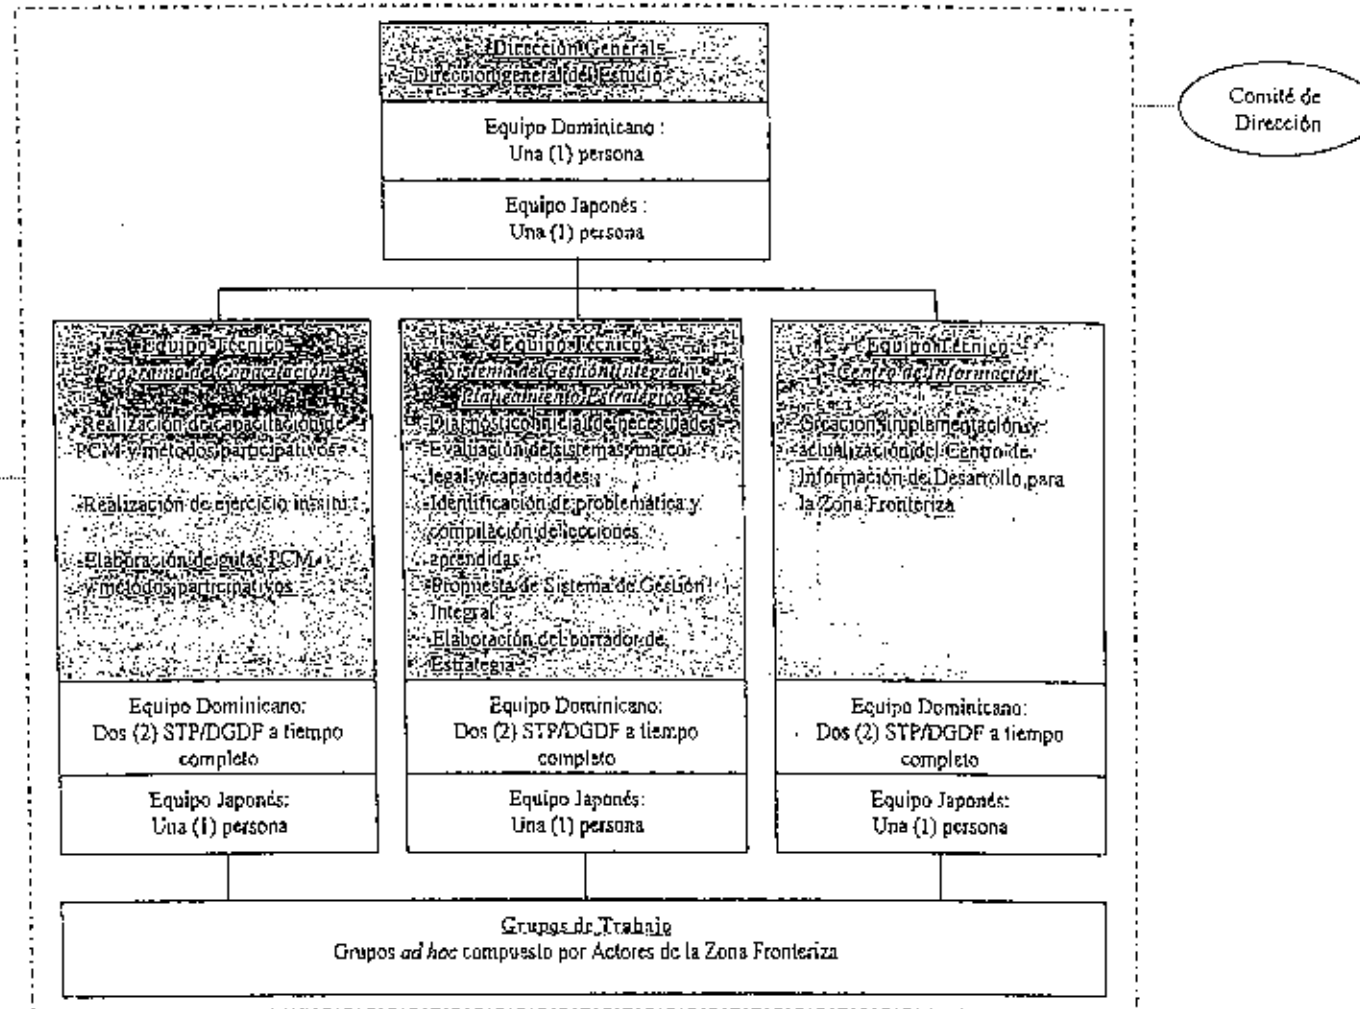 Dirección General
Dirección general del Estudio
Equipo Dominicano :
Una (1) persona
Equipo Japonés :
Una (1) persona
Comité de
Dirección
Equipo Técnico
Programa de Capacitación
Realización de capacitación de
PCM y métodos participativos
Realización de ejercicio in situ
Elaboración de guías PCM
y métodos participativos
Equipo Dominicano:
Dos (2) STP/DGDF a tiempo
completo
Equipo Japonés:
Una (1) persona
Equipo Técnico
Sistema de Gestión Integral y
Planeamiento Estratégico
Diagnóstico inicial de necesidades
Evaluación de sistemas, marco
legal y capacidades
Identificación de problemática y
compilación de lecciones
aprendidas
Propuesta de Sistema de Gestión
Integral
Elaboración del borrador de
Estrategia
Equipo Dominicano:
Dos (2) STP/DGDF a tiempo
completo
Equipo Japonés:
Una (1) persona
Equipo Técnico
Centro de Información
Creación, implementación y
actualización del Centro de
Información de Desarrollo para
la Zona Fronteriza
Equipo Dominicano:
Dos (2) STP/DGDF a tiempo
completo
Equipo Japonés:
Una (1) persona
Grupos de Trabajo
Grupos ad hoc compuesto por Actores de la Zona Fronteriza